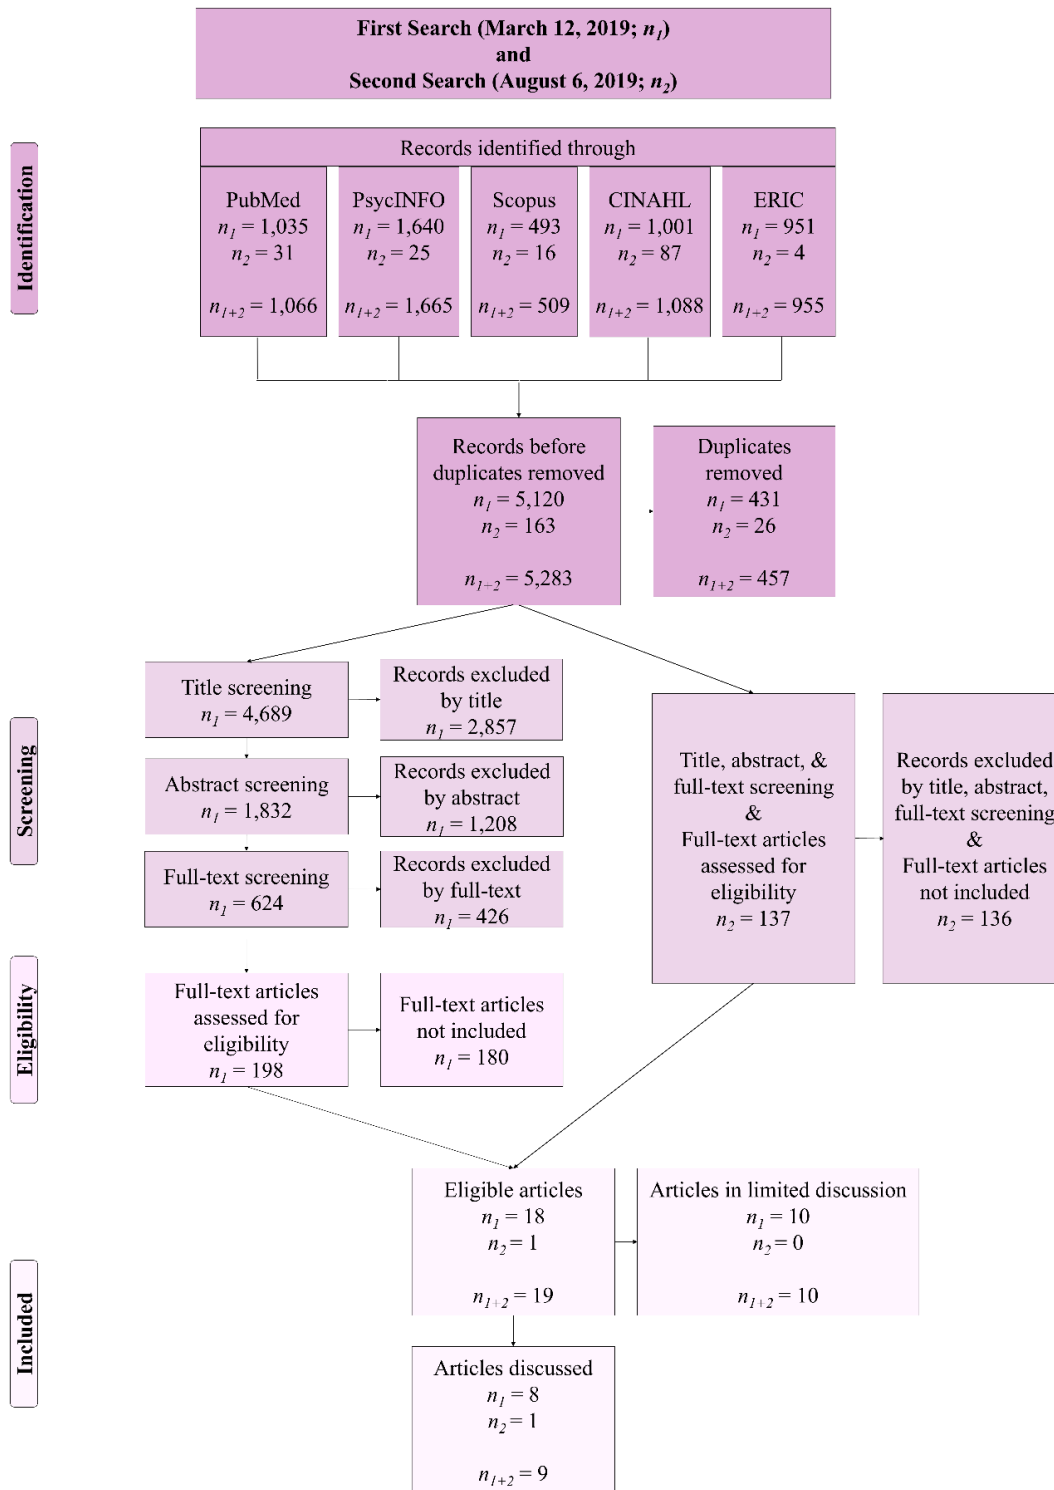 First Search (March 12, 2019; n1)
and
Second Search (August 6, 2019; n2)
Identification
Records identified through
PubMed
n1 = 1,035
n2 = 31
n1+2 = 1,066
PsycINFO
n1 = 1,640
n2 = 25
n1+2 = 1,665
Scopus
n1 = 493
n2 = 16
n1+2 = 509
CINAHL
n1 = 1,001
n2 = 87
n1+2 = 1,088
ERIC
n1 = 951
n2 = 4
n1+2 = 955
Records before
duplicates removed
n1 = 5,120
n2 = 163
n1+2 = 5,283
Duplicates
removed
n1 = 431
n2 = 26
n1+2 = 457
Screening
Title screening
n1 = 4,689
Records excluded
by title
n1 = 2,857
Abstract screening
n1 = 1,832
Records excluded
by abstract
n1 = 1,208
Full-text screening
n1 = 624
Records excluded
by full-text
n1 = 426
Title, abstract, &
full-text screening
&
Full-text articles
assessed for
eligibility
n2 = 137
Records excluded
by title, abstract,
full-text screening
&
Full-text articles
not included
n2 = 136
Eligibility
Full-text articles
assessed for
eligibility
n1 = 198
Full-text articles
not included
n1 = 180
Included
Eligible articles
n1 = 18
n2 = 1
n1+2 = 19
Articles in limited discussion
n1 = 10
n2 = 0
n1+2 = 10
Articles discussed
n1 = 8
n2 = 1
n1+2 = 9